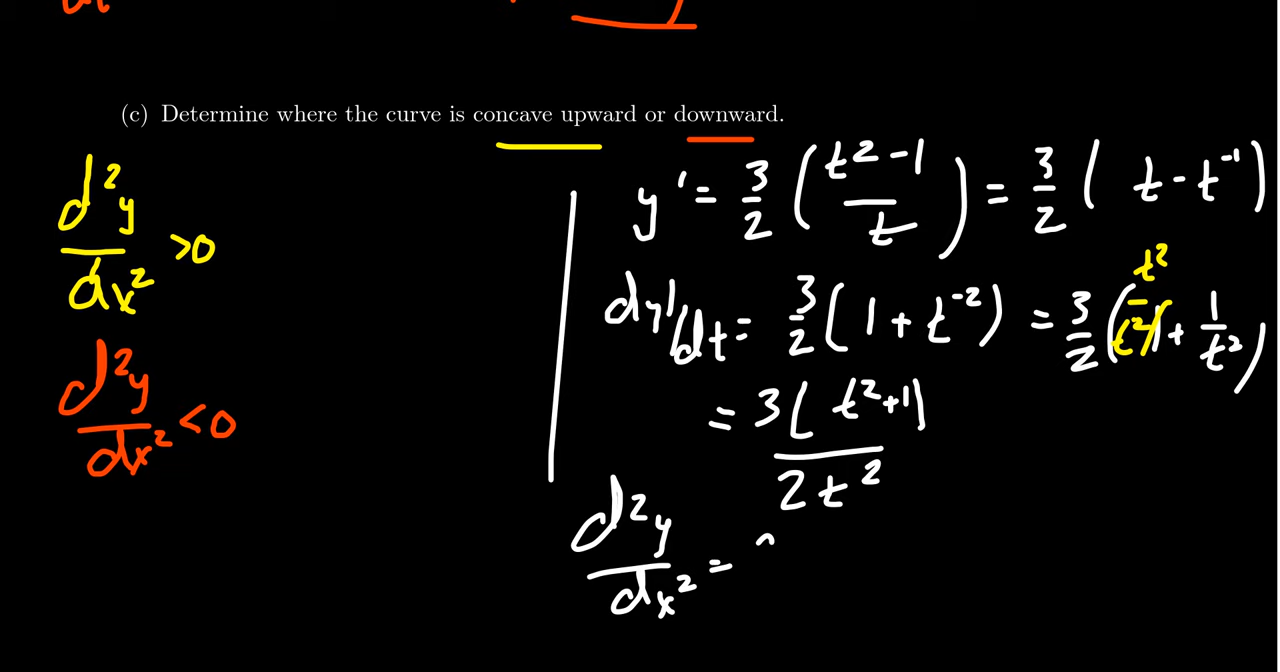 (c) Determine where the curve is concave upward or downward.
d²y/dx² >0
d²y/dx² <0
y' = 3/2 ( (t²-1)/t ) = 3/2 ( t - t⁻¹ )
dy'/dt = 3/2 ( 1 + t⁻² ) = 3/2 ( t²/t² 1 + 1/t² )
= 3( t²+1)/2t²
d²y/dx² =